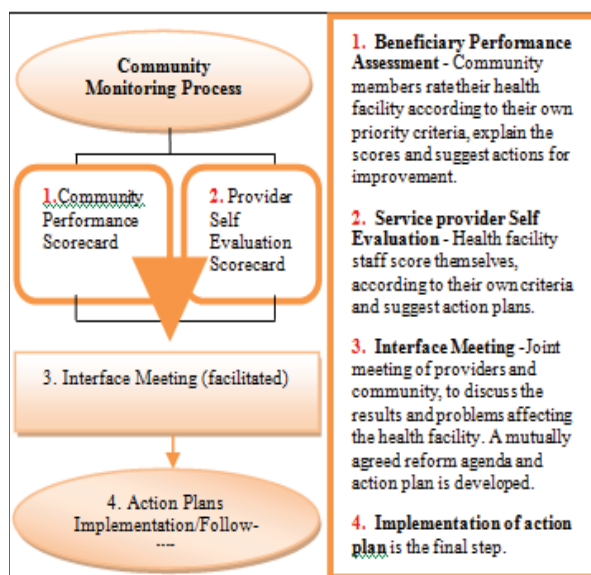 Community
Monitoring Process
1.Community
Performance
Scorecard
2. Provider
Self
Evaluation
Scorecard
3. Interface Meeting (facilitated)
4. Action Plans
Implementation/Follow-
1. Beneficiary Performance
Assessment - Community
members rate their health
facility according to their own
priority criteria, explain the
scores and suggest actions for
improvement.
2. Service provider Self
Evaluation - Health facility
staff score themselves,
according to their own criteria
and suggest action plans.
3. Interface Meeting -Joint
meeting of providers and
community, to discuss the
results and problems affecting
the health facility. A mutually
agreed reform agenda and
action plan is developed.
4. Implementation of action
plan is the final step.